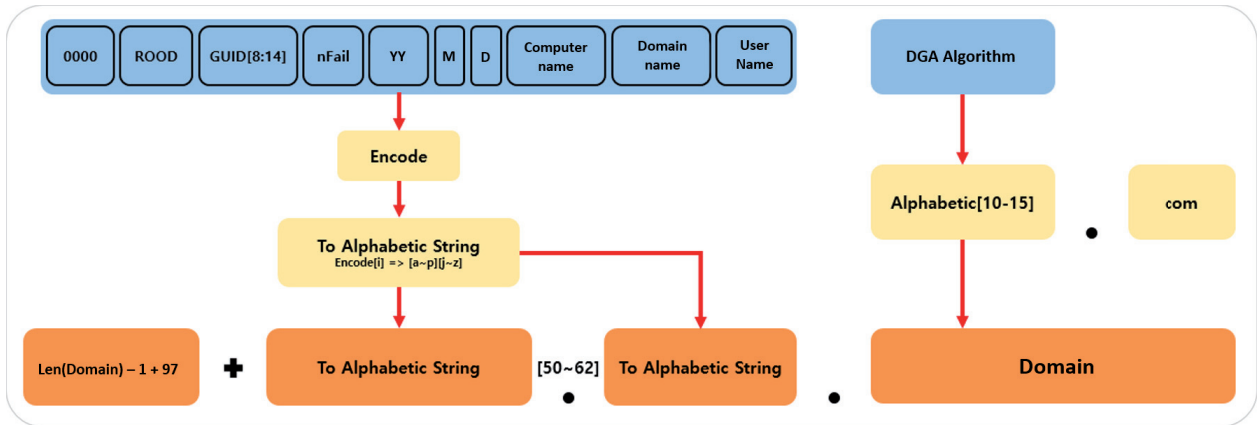 0000
ROOD
GUID[8:14]
nFail
YY
M
D
Computer
name
Domain
name
User
Name
DGA Algorithm
Encode
Alphabetic[10-15]
com
To Alphabetic String
Encode[i] => [a~p][j~z]
Len(Domain) – 1 + 97
To Alphabetic String
[50~62]
To Alphabetic String
Domain